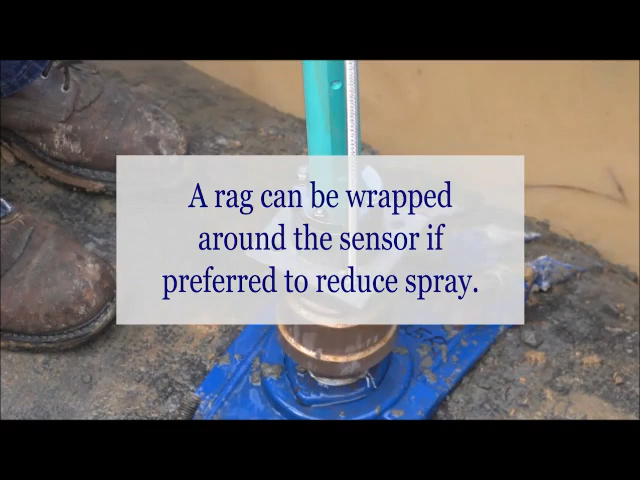 A rag can be wrapped
around the sensor if
preferred to reduce spray.